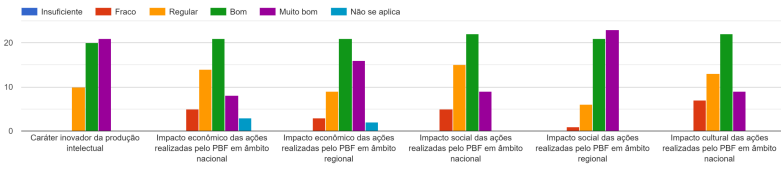 Insuficiente Fraco Regular Bom Muito bom Não se aplica
20
10
0
Caráter inovador da produção
intelectual
Impacto econômico das ações
realizadas pelo PBF em âmbito
nacional
Impacto econômico das ações
realizadas pelo PBF em âmbito
regional
Impacto social das ações
realizadas pelo PBF em âmbito
nacional
Impacto social das ações
realizadas pelo PBF em âmbito
regional
Impacto cultural das ações
realizadas pelo PBF em âmbito
nacional